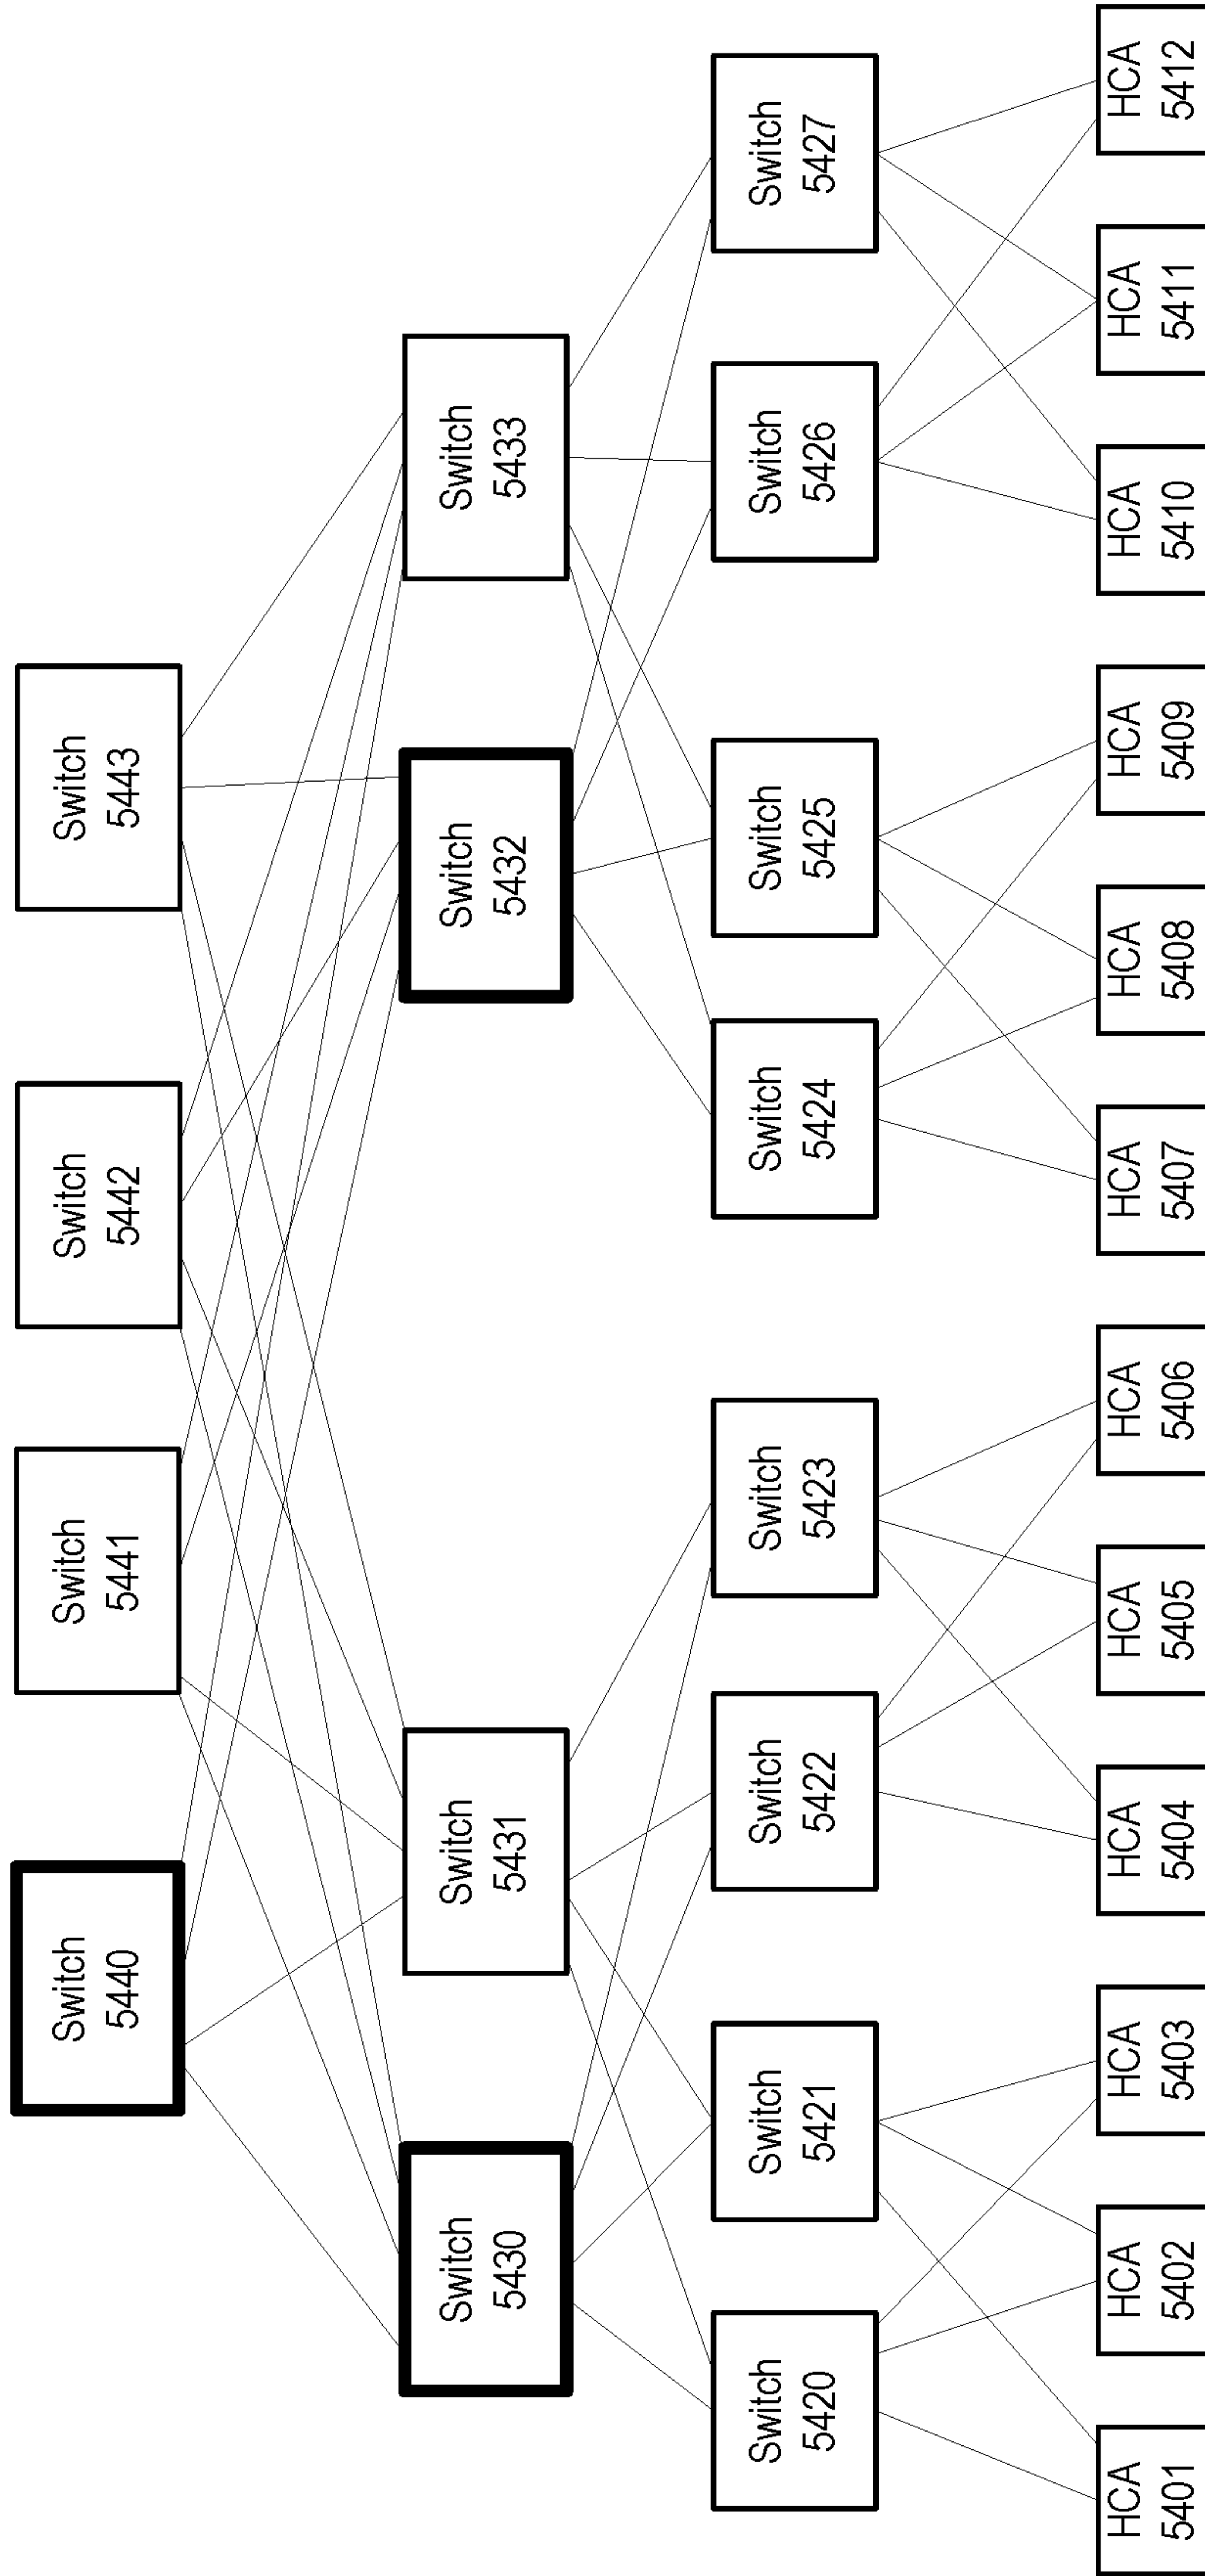 Switch
5440
Switch
5441
Switch
5442
Switch
5443
Switch
5430
Switch
5431
Switch
5432
Switch
5433
Switch
5420
Switch
5421
Switch
5422
Switch
5423
Switch
5424
Switch
5425
Switch
5426
Switch
5427
HCA
5401
HCA
5402
HCA
5403
HCA
5404
HCA
5405
HCA
5406
HCA
5407
HCA
5408
HCA
5409
HCA
5410
HCA
5411
HCA
5412